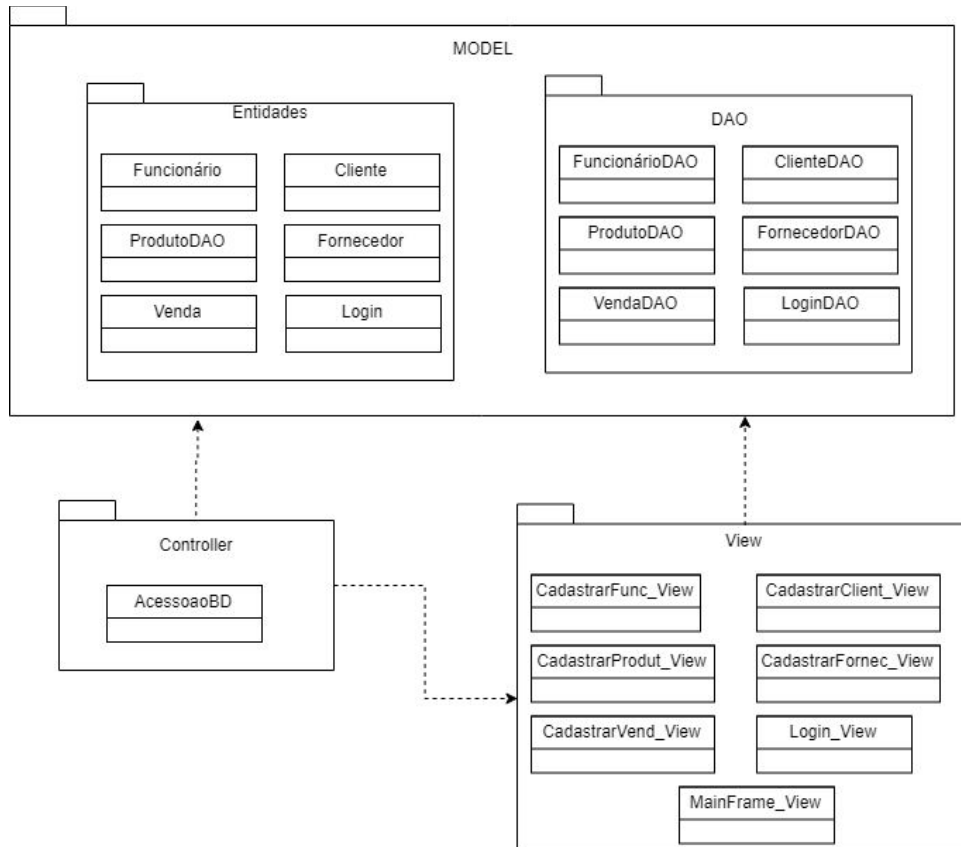 MODEL
Entidades
Funcionário
Cliente
ProdutoDAO
Fornecedor
Venda
Login
DAO
FuncionárioDAO
ClienteDAO
ProdutoDAO
FornecedorDAO
VendaDAO
LoginDAO
Controller
AcessoaoBD
View
CadastrarFunc_View
CadastrarClient_View
CadastrarProdut_View
CadastrarFornec_View
CadastrarVend_View
Login_View
MainFrame_View